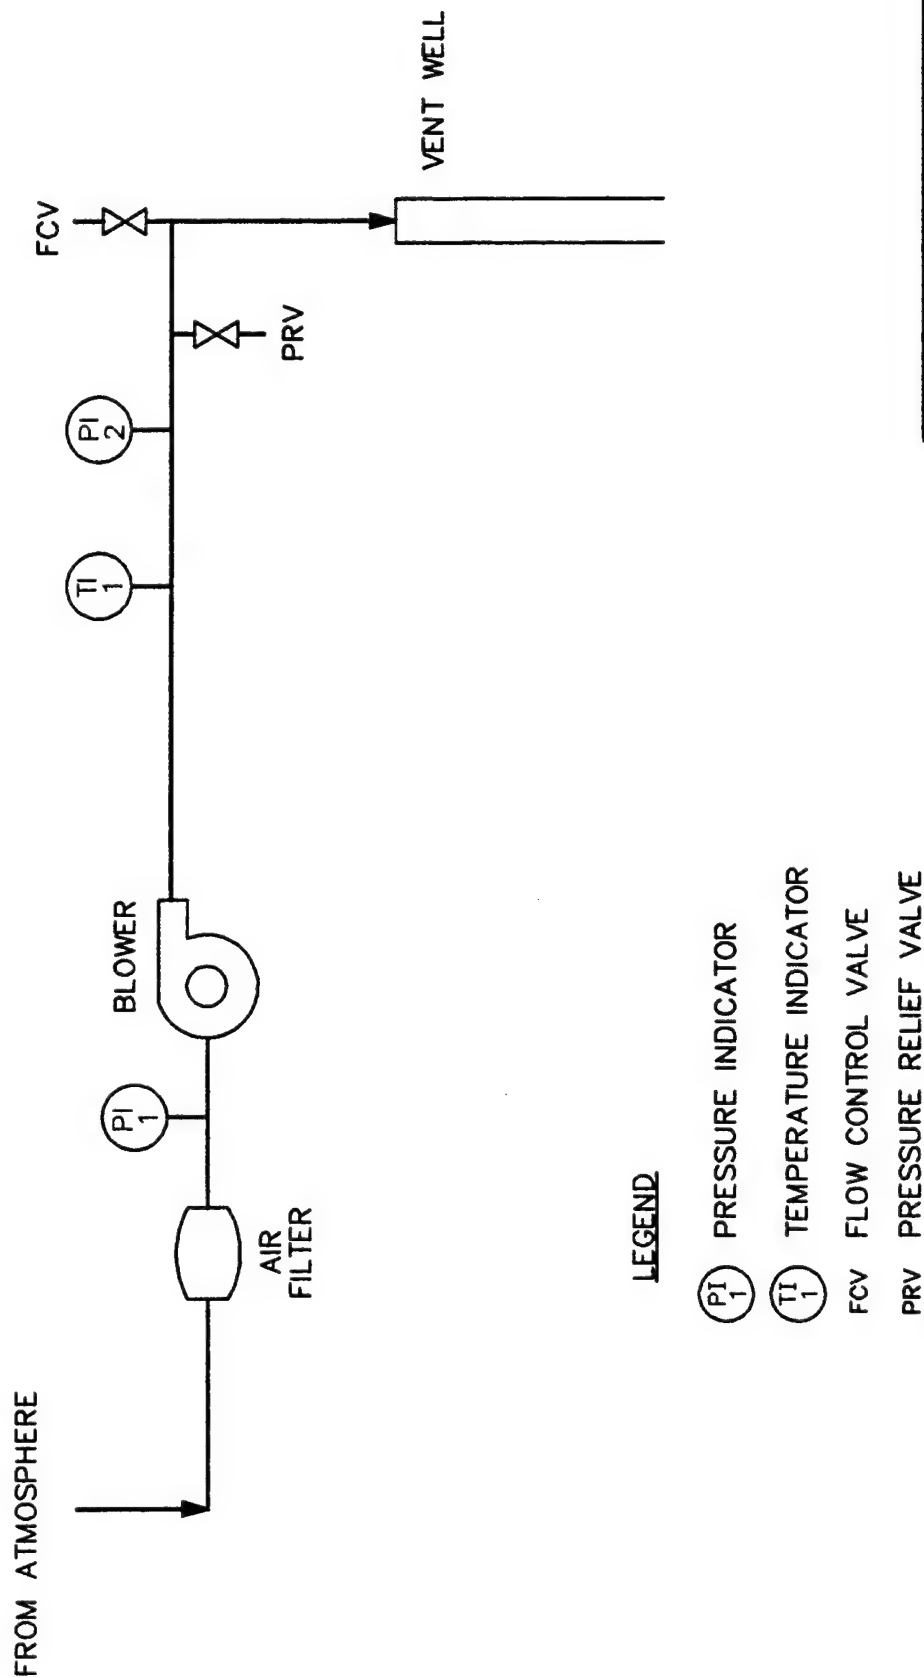 FROM ATMOSPHERE
AIR
FILTER
PI
1
BLOWER
TI
1
PI
2
PRV
FCV
VENT WELL
LEGEND
PI
1
PRESSURE INDICATOR
TI
1
TEMPERATURE INDICATOR
FCV FLOW CONTROL VALVE
PRV PRESSURE RELIEF VALVE